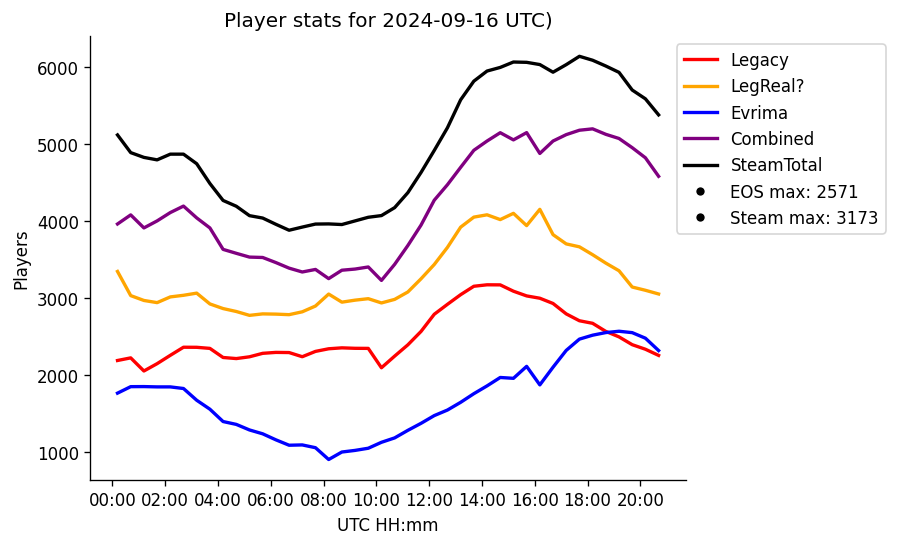 Player stats for 2024-09-16 UTC)
Legacy
LegReal?
Evrima
Combined
SteamTotal
EOS max: 2571
Steam max: 3173
Players
6000
5000
4000
3000
2000
1000
00:00 02:00 04:00 06:00 08:00 10:00 12:00 14:00 16:00 18:00 20:00
UTC HH:mm